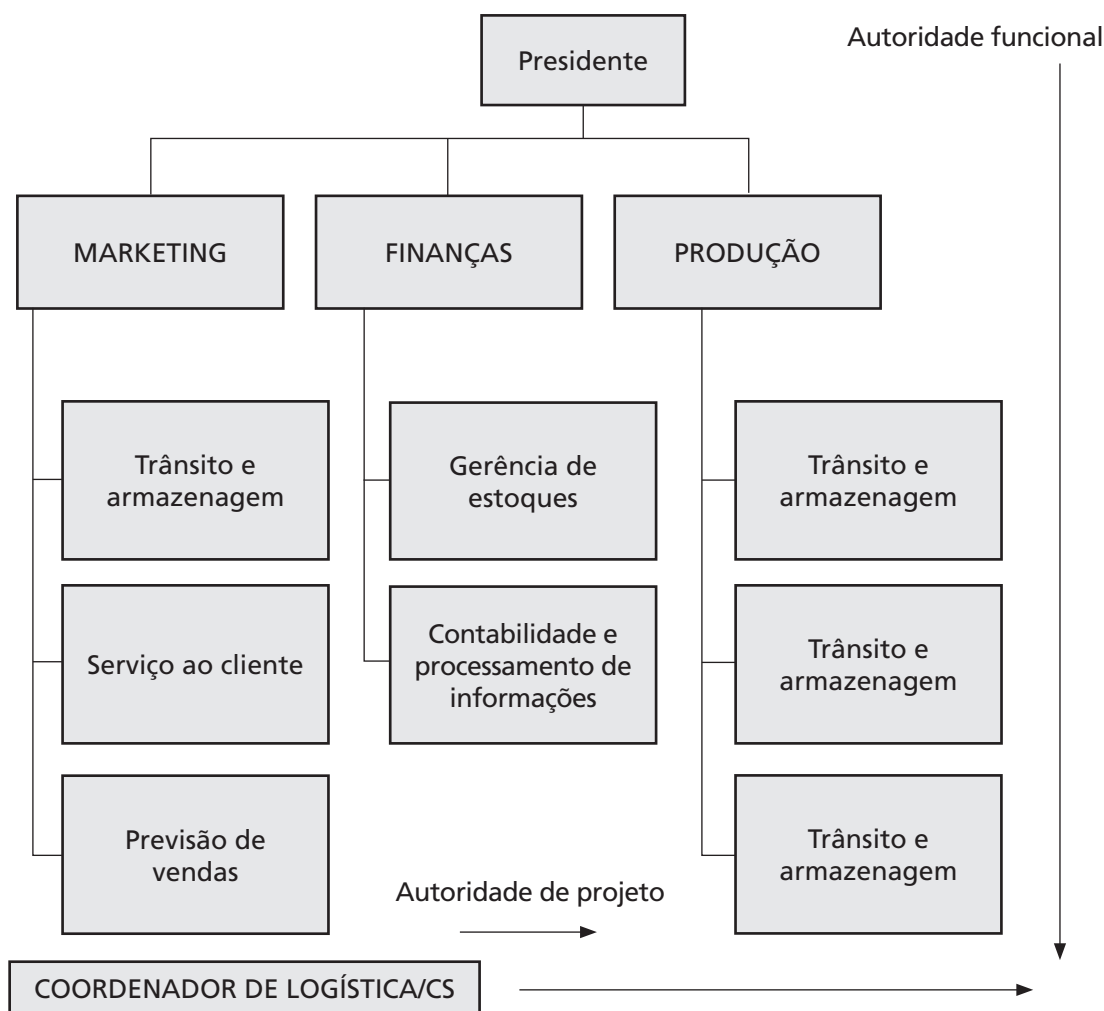 Autoridade funcional
Presidente
MARKETING
FINANÇAS
PRODUÇÃO
Trânsito e
armazenagem
Gerência de
estoques
Trânsito e
armazenagem
Serviço ao cliente
Contabilidade e
processamento de
informações
Trânsito e
armazenagem
Previsão de
vendas
Trânsito e
armazenagem
Autoridade de projeto
COORDENADOR DE LOGÍSTICA/CS